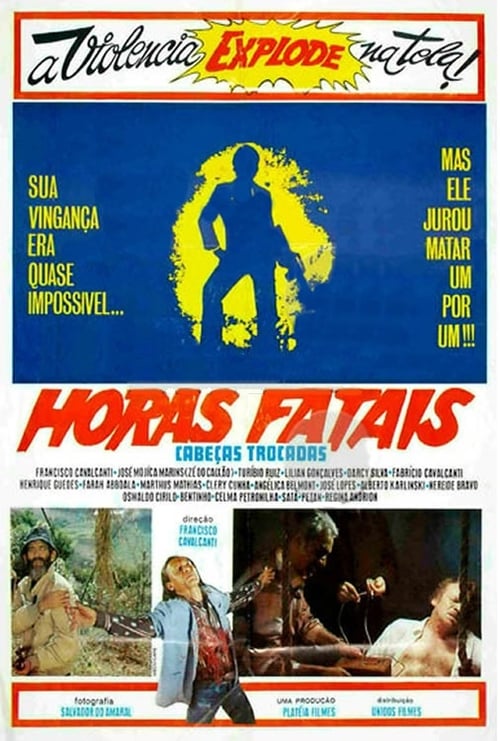 a Violencia EXPLODE na tela!
SUA
VINGANÇA
ERA
QUASE
IMPOSSIVEL...
MAS
ELE
JUROU
MATAR
UM
POR
UM!!!
HORAS FATAIS
CABEÇAS TROCADAS
FRANCISCO CAVALCANTI • JOSÉ MOJICA MARINS (ZÉ DO CAIXÃO) • TURÍBIO RUIZ • LILIAN GONÇALVES • DARCY SILVA • FABRÍCIO CAVALCANTI
HENRIQUE GUEDES • FARAH ABDALA • MARTHUS MATHIAS • CLERY CUNHA • ANGÉLICA BELMONT • JOSÉ LOPES • ALBERTO KARLINSKI • NEREIDE BRAVO
OSWALDO CIRILO • BENTINHO • CELMA PETRONILHA • SATÃ • PEJAN • REGINA ANDRION
direção
FRANCISCO
CAVALCANTI
fotografia
SALVADOR DO AMARAL
UMA PRODUÇÃO
PLATÉIA FILMES
distribuição
UNIDOS FILMES